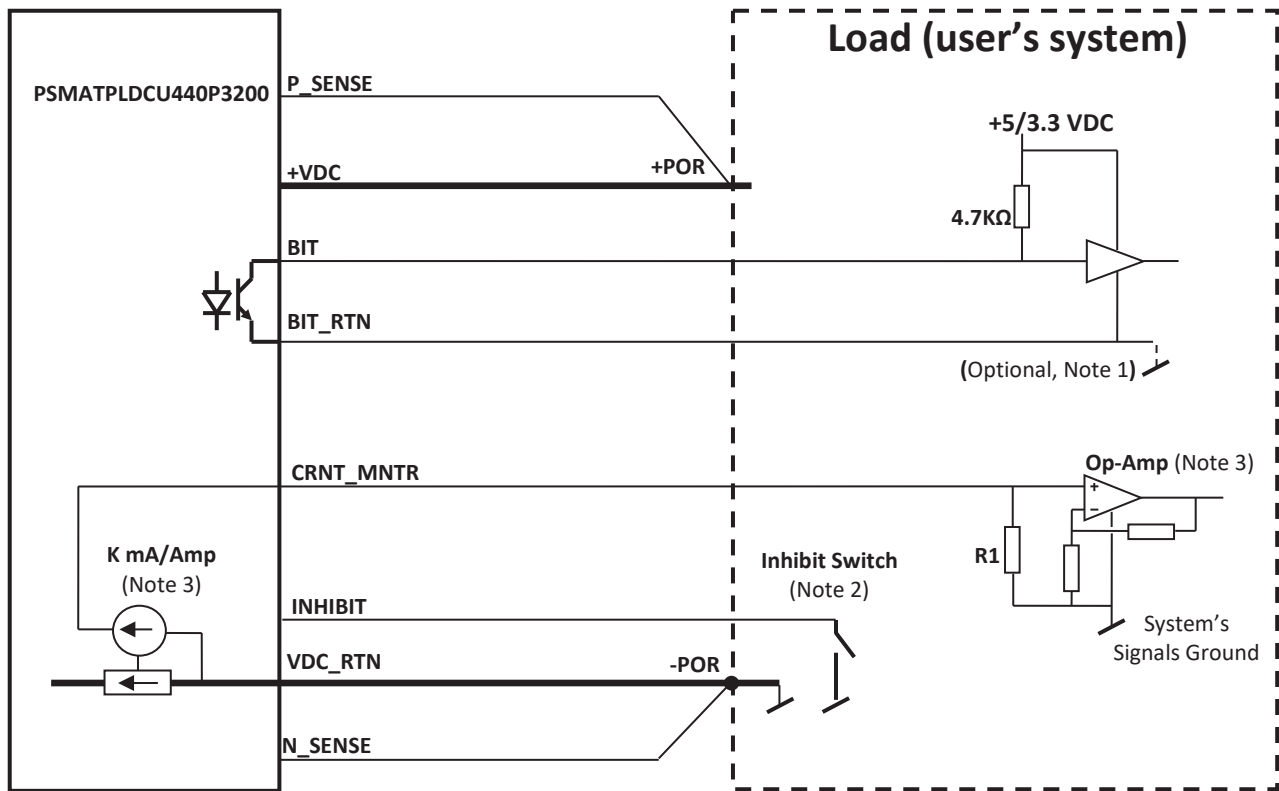 Load (user's system)
PSMATPLDCU440P3200
P_SENSE
+5/3.3 VDC
+VDC
+POR
4.7KΩ
BIT
BIT_RTN
(Optional, Note 1)
CRNT_MNTR
Op-Amp (Note 3)
+
−
K mA/Amp
(Note 3)
R1
Inhibit Switch
(Note 2)
INHIBIT
System's
Signals Ground
VDC_RTN
-POR
N_SENSE